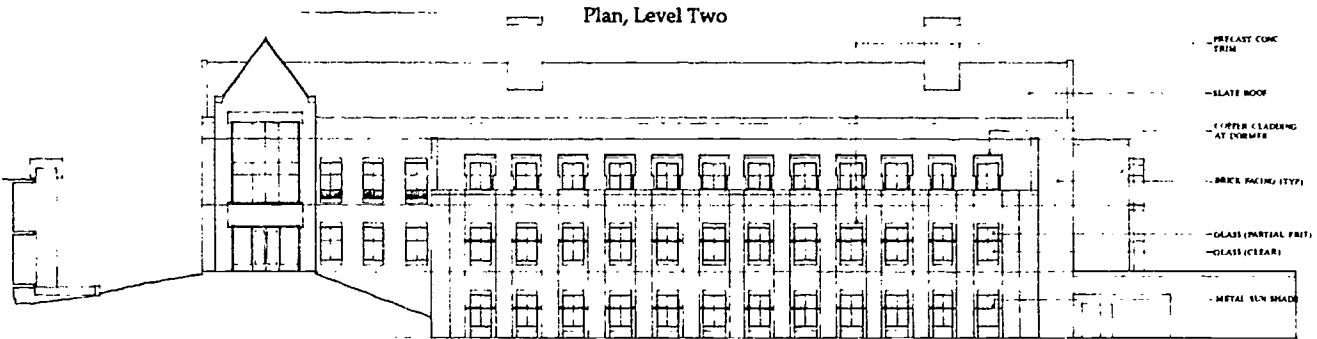 Plan, Level Two
PRECAST CONC
TRIM
SLATE ROOF
COPPER CLADDING
AT DORMER
BRICK FACING (TYP)
GLASS (PARTIAL FRIT)
GLASS (CLEAR)
METAL SUN SHADE